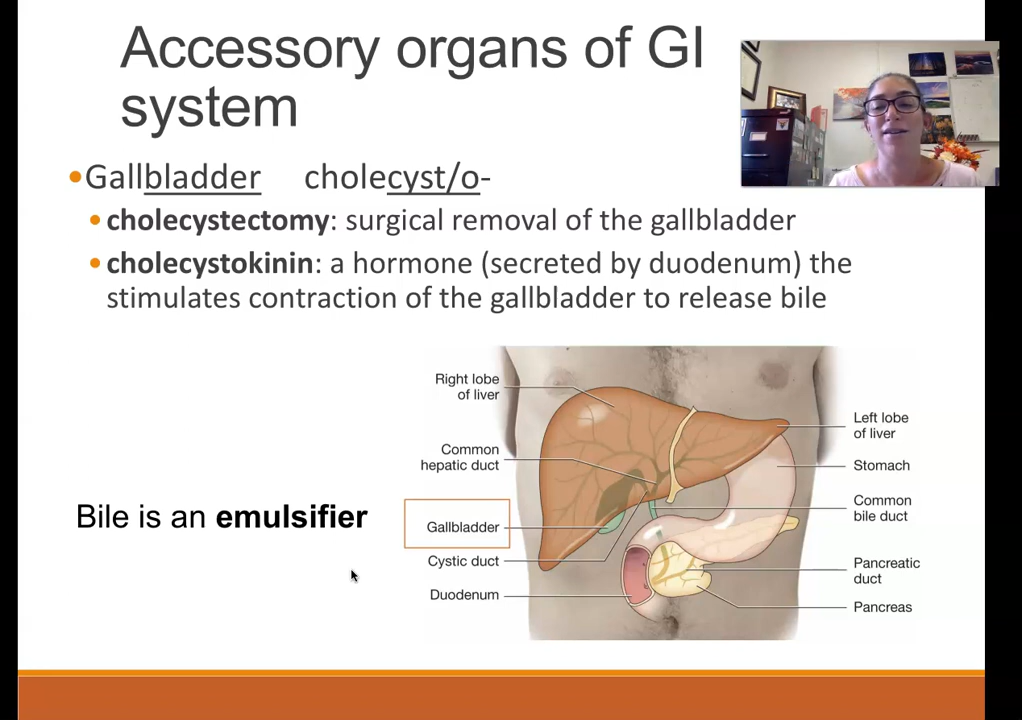 Accessory organs of GI
system
•Gallbladder cholecyst/o-
•cholecystectomy: surgical removal of the gallbladder
•cholecystokinin: a hormone (secreted by duodenum) the
stimulates contraction of the gallbladder to release bile
Right lobe
of liver
Left lobe
of liver
Common
hepatic duct
Stomach
Common
bile duct
Bile is an emulsifier
Gallbladder
Cystic duct
Pancreatic
duct
Duodenum
Pancreas